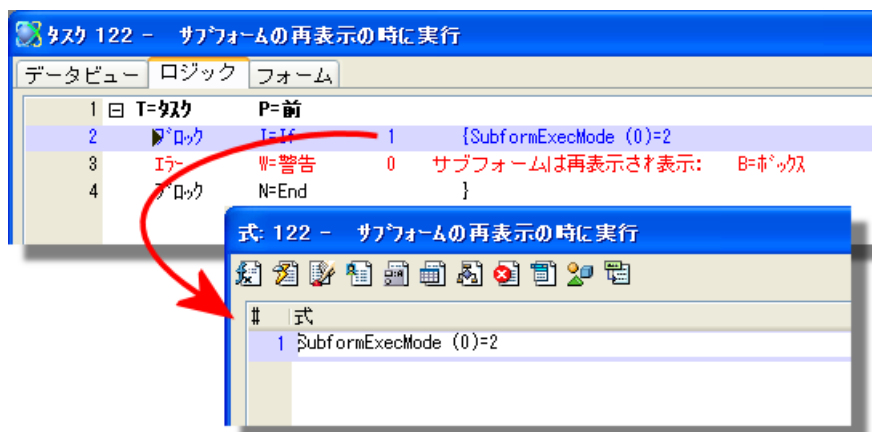 タスク 122 - サブフォームの再表示の時に実行
データビュー ロジック フォーム
1 T=タスク P=前
2 ブロック I=If 1 {SubformExecMode (0)=2
3 エラー W=警告 0 サブフォームは再表示され表示: B=ボックス
4 ブロック N=End }
式: 122 - サブフォームの再表示の時に実行
# 式
1 SubformExecMode (0)=2